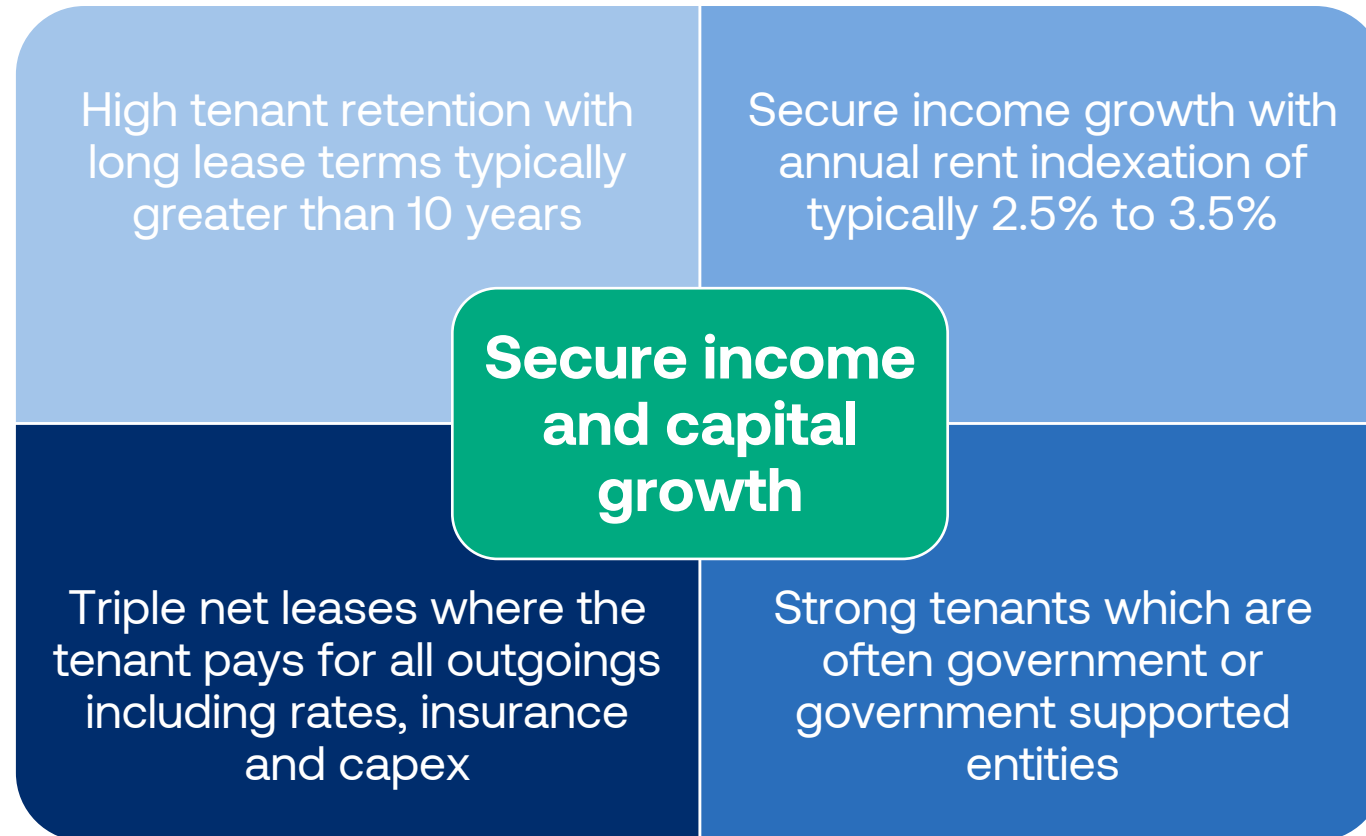 High tenant retention with
long lease terms typically
greater than 10 years
Secure income growth with
annual rent indexation of
typically 2.5% to 3.5%
Secure income
and capital
growth
Triple net leases where the
tenant pays for all outgoings
including rates, insurance
and capex
Strong tenants which are
often government or
government supported
entities